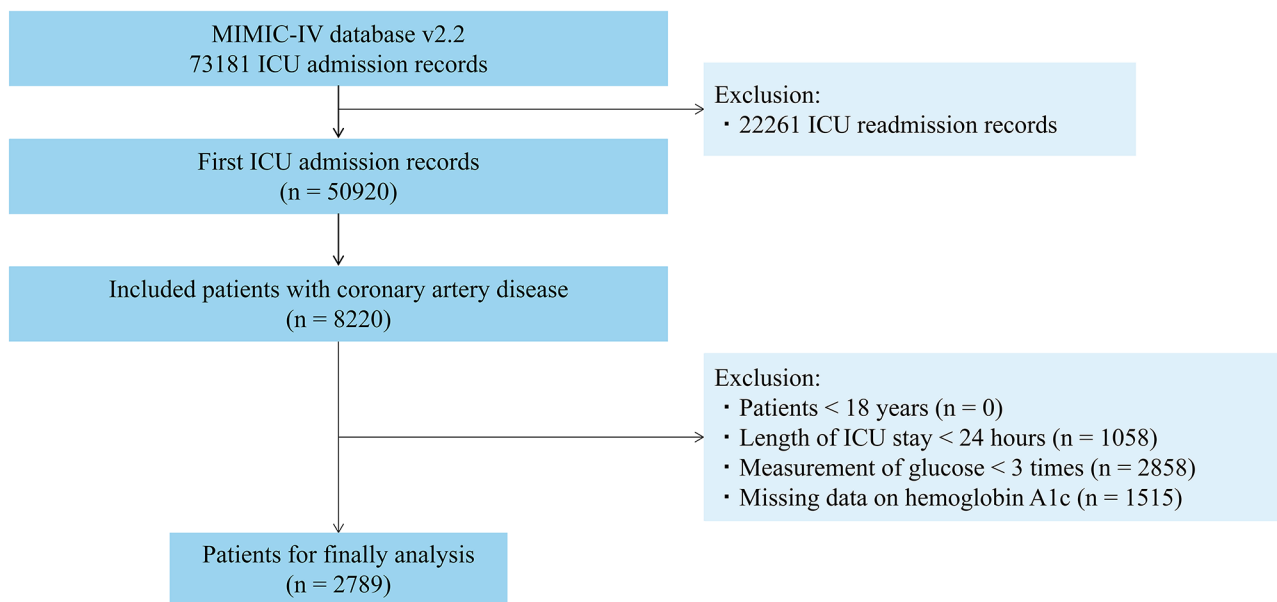 MIMIC-IV database v2.2
73181 ICU admission records
Exclusion:
・22261 ICU readmission records
First ICU admission records
(n = 50920)
Included patients with coronary artery disease
(n = 8220)
Exclusion:
・Patients < 18 years (n = 0)
・Length of ICU stay < 24 hours (n = 1058)
・Measurement of glucose < 3 times (n = 2858)
・Missing data on hemoglobin A1c (n = 1515)
Patients for finally analysis
(n = 2789)